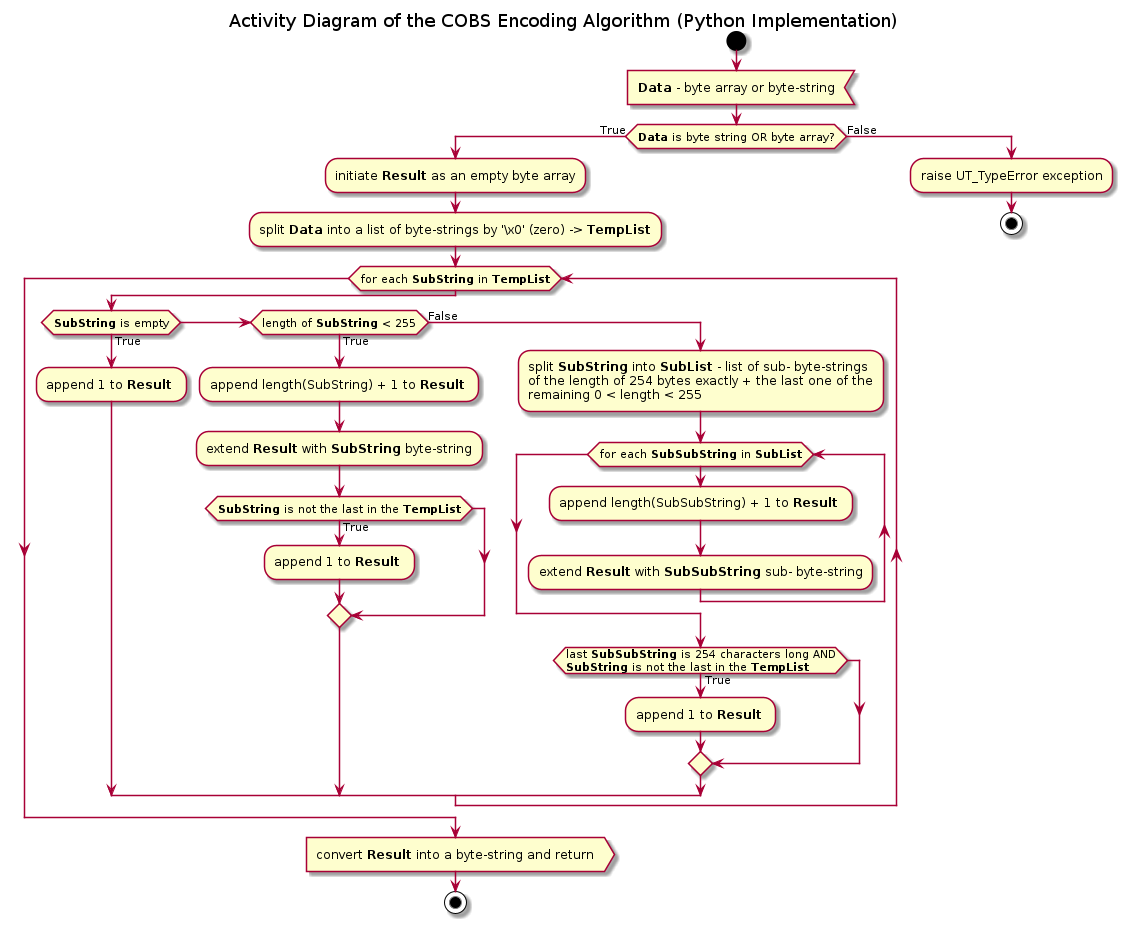 Activity Diagram of the COBS Encoding Algorithm (Python Implementation)
Data - byte array or byte-string
Data is byte string OR byte array?
True
False
initiate Result as an empty byte array
raise UT_TypeError exception
split Data into a list of byte-strings by '\x0' (zero) -> TempList
for each SubString in TempList
SubString is empty
True
append 1 to Result
length of SubString < 255
True
False
append length(SubString) + 1 to Result
extend Result with SubString byte-string
SubString is not the last in the TempList
True
append 1 to Result
split SubString into SubList - list of sub- byte-strings
of the length of 254 bytes exactly + the last one of the
remaining 0 < length < 255
for each SubSubString in SubList
append length(SubSubString) + 1 to Result
extend Result with SubSubString sub- byte-string
last SubSubString is 254 characters long AND
SubString is not the last in the TempList
True
append 1 to Result
convert Result into a byte-string and return